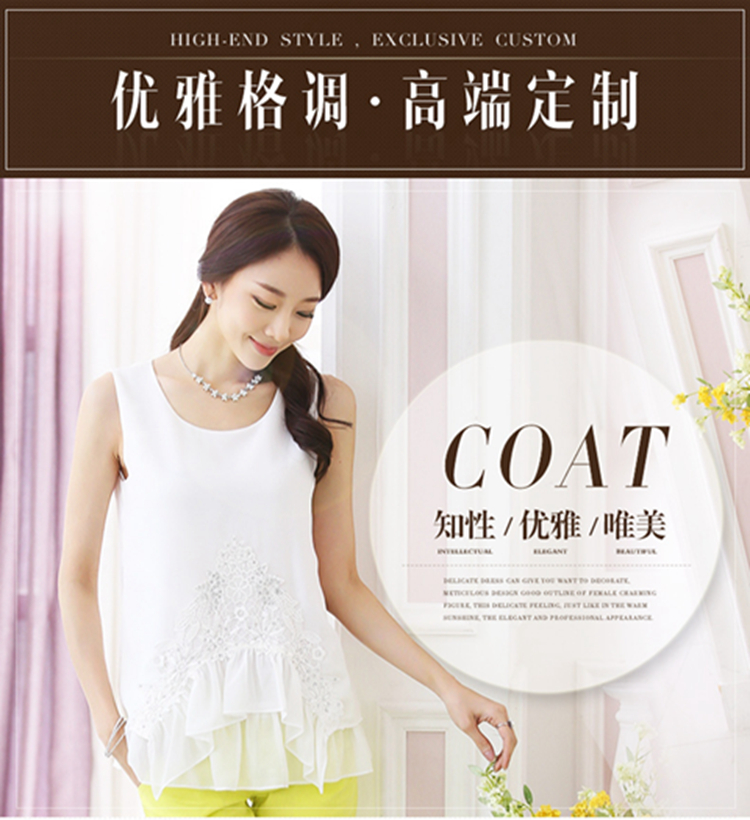 HIGH-END STYLE , EXCLUSIVE CUSTOM
优雅格调·高端定制
COAT
知性/优雅/唯美
INTELLECTUAL ELEGANT BEAUTIFUL
DELICATE DRESS CAN GIVE YOU WANT TO DECORATE,
METICULOUS DESIGN GOOD OUTLINE OF FEMALE CHARMING
FIGURE, THIS DELICATE FEELING, JUST LIKE IN THE WARM
SUNSHINE, THE ELEGANT AND PROFESSIONAL APPEARANCE.